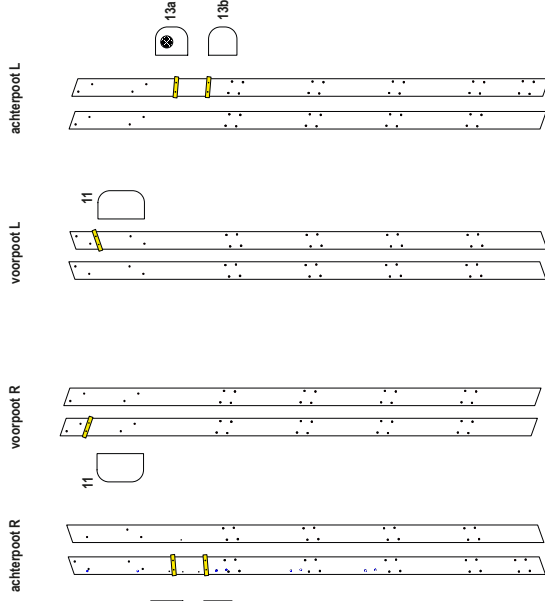 achterpoot L
13a
13b
voorpoot L
11
voorpoot R
11
achterpoot R